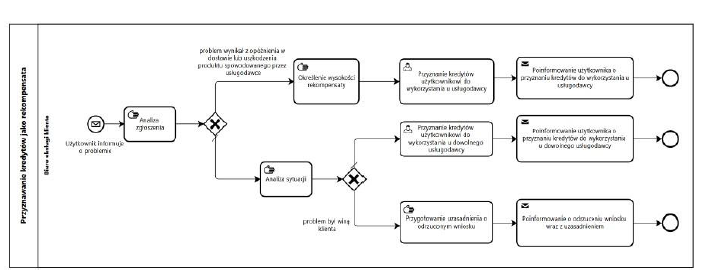 Przyznawanie kredytów jako rekompensata
Biuro obsługi klienta
Użytkownik informuje
o problemie
Analiza
zgłoszenia
problem wynikał z opóźnienia w
dostawie lub uszkodzenia
produktu spowodowanego przez
usługodawcę
Określenie wysokości
rekompensaty
Przyznanie kredytów
użytkownikowi do
wykorzystania u usługodawcy
Poinformowanie użytkownika o
przyznaniu kredytów do wykorzystania u
usługodawcy
Analiza sytuacji
Przyznanie kredytów
użytkownikowi do
wykorzystania u dowolnego
usługodawcy
Poinformowanie użytkownika o
przyznaniu kredytów do wykorzystania
u dowolnego usługodawcy
problem był winą
klienta
Przygotowanie uzasadnienia o
odrzuconym wniosku
Poinformowanie o odrzuceniu wniosku
wraz z uzasadnieniem